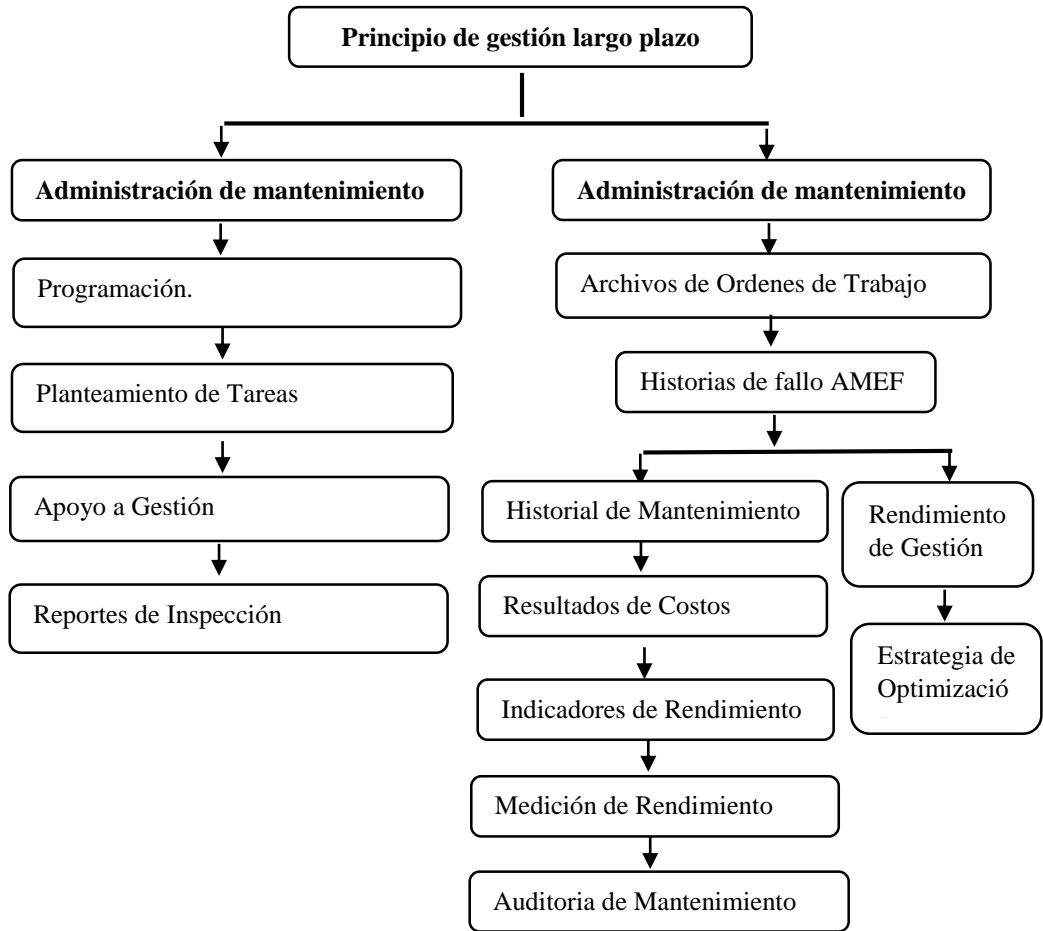 Principio de gestión largo plazo
Administración de mantenimiento
Programación.
Planteamiento de Tareas
Apoyo a Gestión
Reportes de Inspección
Administración de mantenimiento
Archivos de Ordenes de Trabajo
Historias de fallo AMEF
Historial de Mantenimiento
Resultados de Costos
Indicadores de Rendimiento
Medición de Rendimiento
Auditoria de Mantenimiento
Rendimiento
de Gestión
Estrategia de
Optimizació